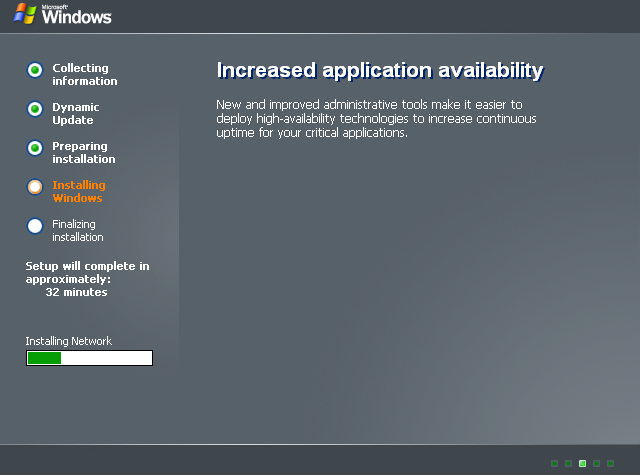 Microsoft®
Windows
Collecting
information
Dynamic
Update
Preparing
installation
Installing
Windows
Finalizing
installation
Setup will complete in
approximately:
32 minutes
Installing Network
Increased application availability
New and improved administrative tools make it easier to
deploy high-availability technologies to increase continuous
uptime for your critical applications.